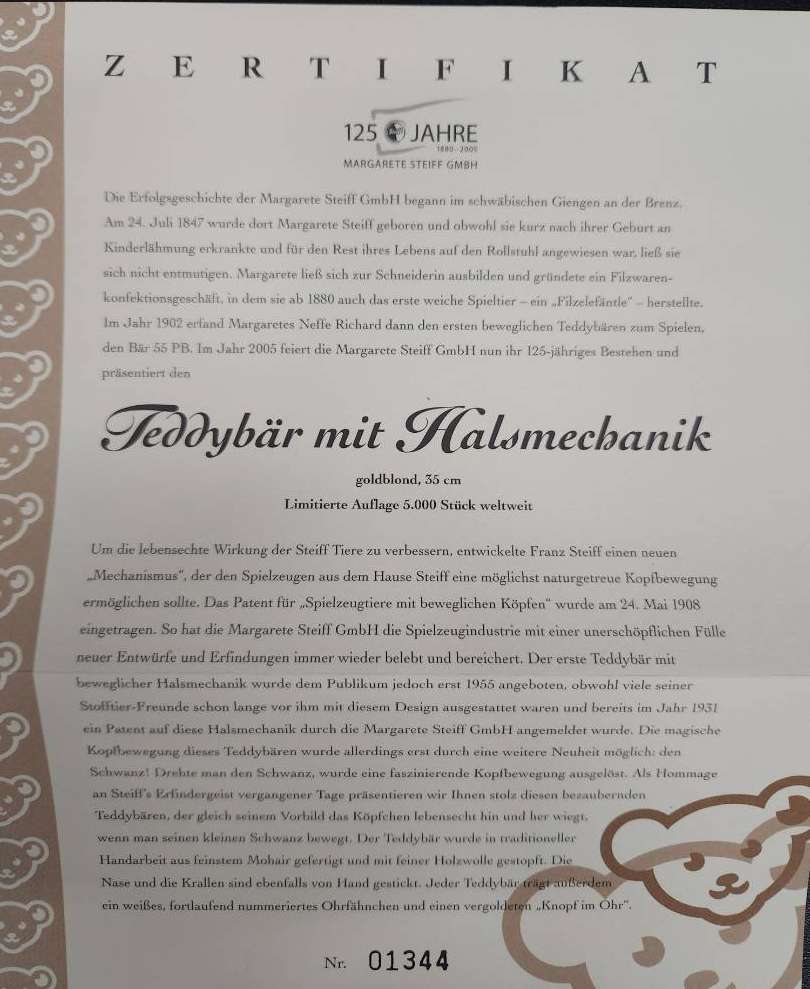 ZERTIFIKAT
125 JAHRE
1880-2005
MARGARETE STEIFF GMBH
Die Erfolgsgeschichte der Margarete Steiff GmbH begann im schwäbischen Giengen an der Brenz.
Am 24. Juli 1847 wurde dort Margarete Steiff geboren und obwohl sie kurz nach ihrer Geburt an
Kinderlähmung erkrankte und für den Rest ihres Lebens auf den Rollstuhl angewiesen war, ließ sie
sich nicht entmutigen. Margarete ließ sich zur Schneiderin ausbilden und gründete ein Filzwaren-
konfektionsgeschäft, in dem sie ab 1880 auch das erste weiche Spieltier – ein „Filzelefäntle“ – herstellte.
Im Jahr 1902 erfand Margaretes Neffe Richard dann den ersten beweglichen Teddybären zum Spielen,
den Bär 55 PB. Im Jahr 2005 feiert die Margarete Steiff GmbH nun ihr 125-jähriges Bestehen und
präsentiert den
Teddybär mit Halsmechanik
goldblond, 35 cm
Limitierte Auflage 5.000 Stück weltweit
Um die lebensechte Wirkung der Steiff Tiere zu verbessern, entwickelte Franz Steiff einen neuen
„Mechanismus“, der den Spielzeugen aus dem Hause Steiff eine möglichst naturgetreue Kopfbewegung
ermöglichen sollte. Das Patent für „Spielzeugtiere mit beweglichen Köpfen“ wurde am 24. Mai 1908
eingetragen. So hat die Margarete Steiff GmbH die Spielzeugindustrie mit einer unerschöpflichen Fülle
neuer Entwürfe und Erfindungen immer wieder belebt und bereichert. Der erste Teddybär mit
beweglicher Halsmechanik wurde dem Publikum jedoch erst 1955 angeboten, obwohl viele seiner
Stofftier-Freunde schon lange vor ihm mit diesem Design ausgestattet waren und bereits im Jahr 1931
ein Patent auf diese Halsmechanik durch die Margarete Steiff GmbH angemeldet wurde. Die magische
Kopfbewegung dieses Teddybären wurde allerdings erst durch eine weitere Neuheit möglich: den
Schwanz! Drehte man den Schwanz, wurde eine faszinierende Kopfbewegung ausgelöst. Als Hommage
an Steiff's Erfindergeist vergangener Tage präsentieren wir Ihnen stolz diesen bezaubernden
Teddybären, der gleich seinem Vorbild das Köpfchen lebensecht hin und her wiegt,
wenn man seinen kleinen Schwanz bewegt. Der Teddybär wurde in traditioneller
Handarbeit aus feinstem Mohair gefertigt und mit feiner Holzwolle gestopft. Die
Nase und die Krallen sind ebenfalls von Hand gestickt. Jeder Teddybär trägt außerdem
ein weißes, fortlaufend nummeriertes Ohrfähnchen und einen vergoldeten „Knopf im Ohr“.
Nr. 01344